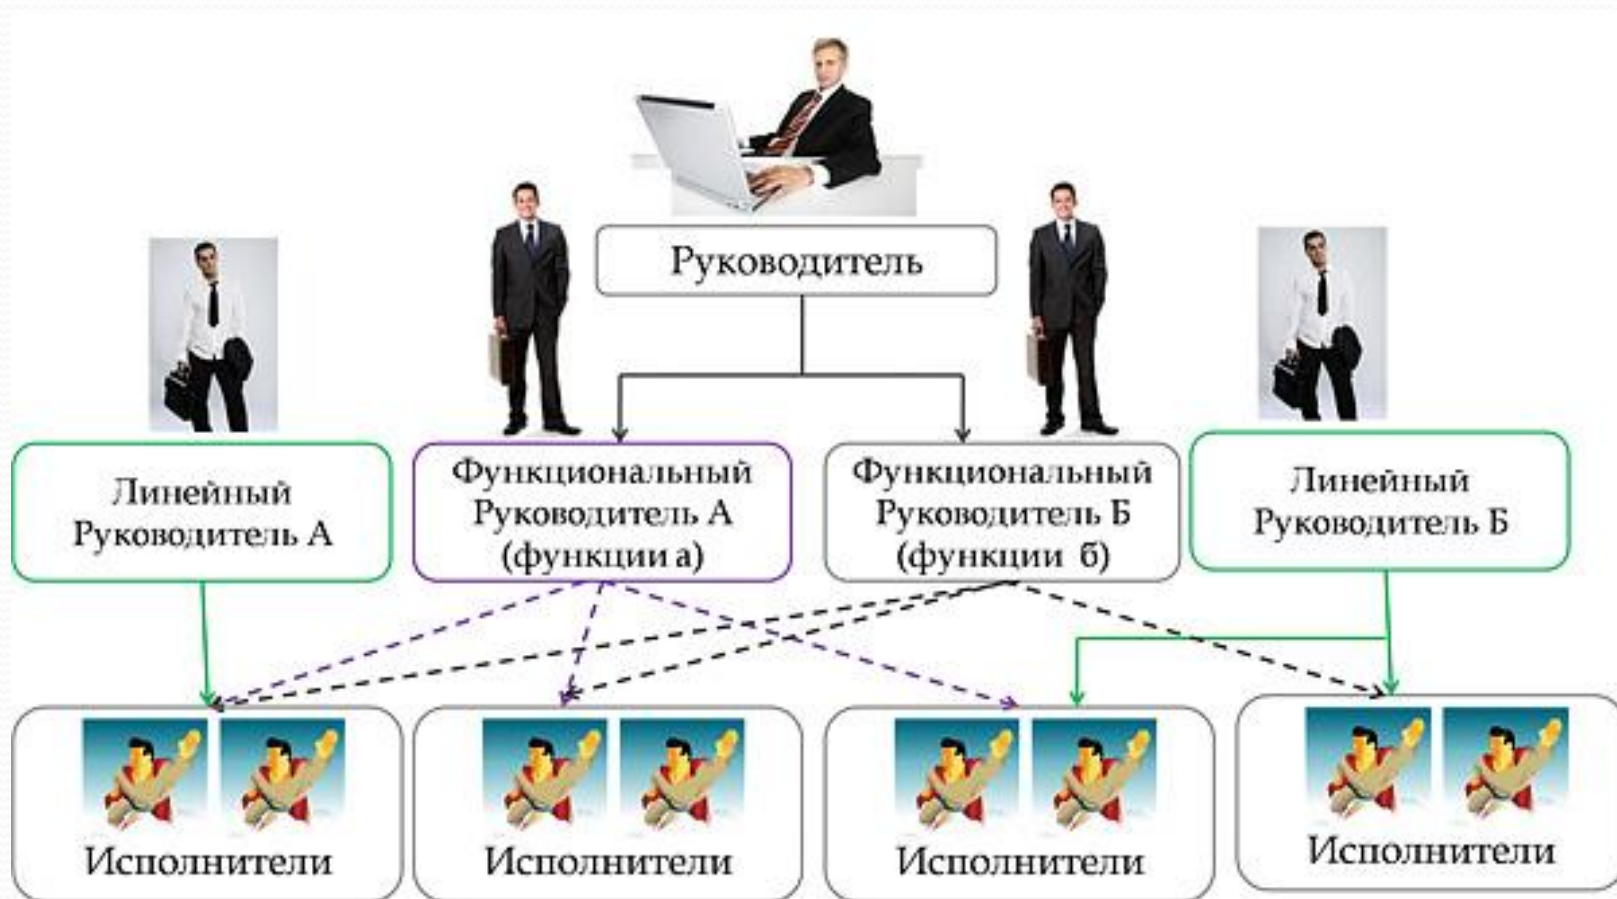 Руководитель
Линейный
Руководитель А
Функциональный
Руководитель А
(функции а)
Функциональный
Руководитель Б
(функции б)
Линейный
Руководитель Б
Исполнители
Исполнители
Исполнители
Исполнители